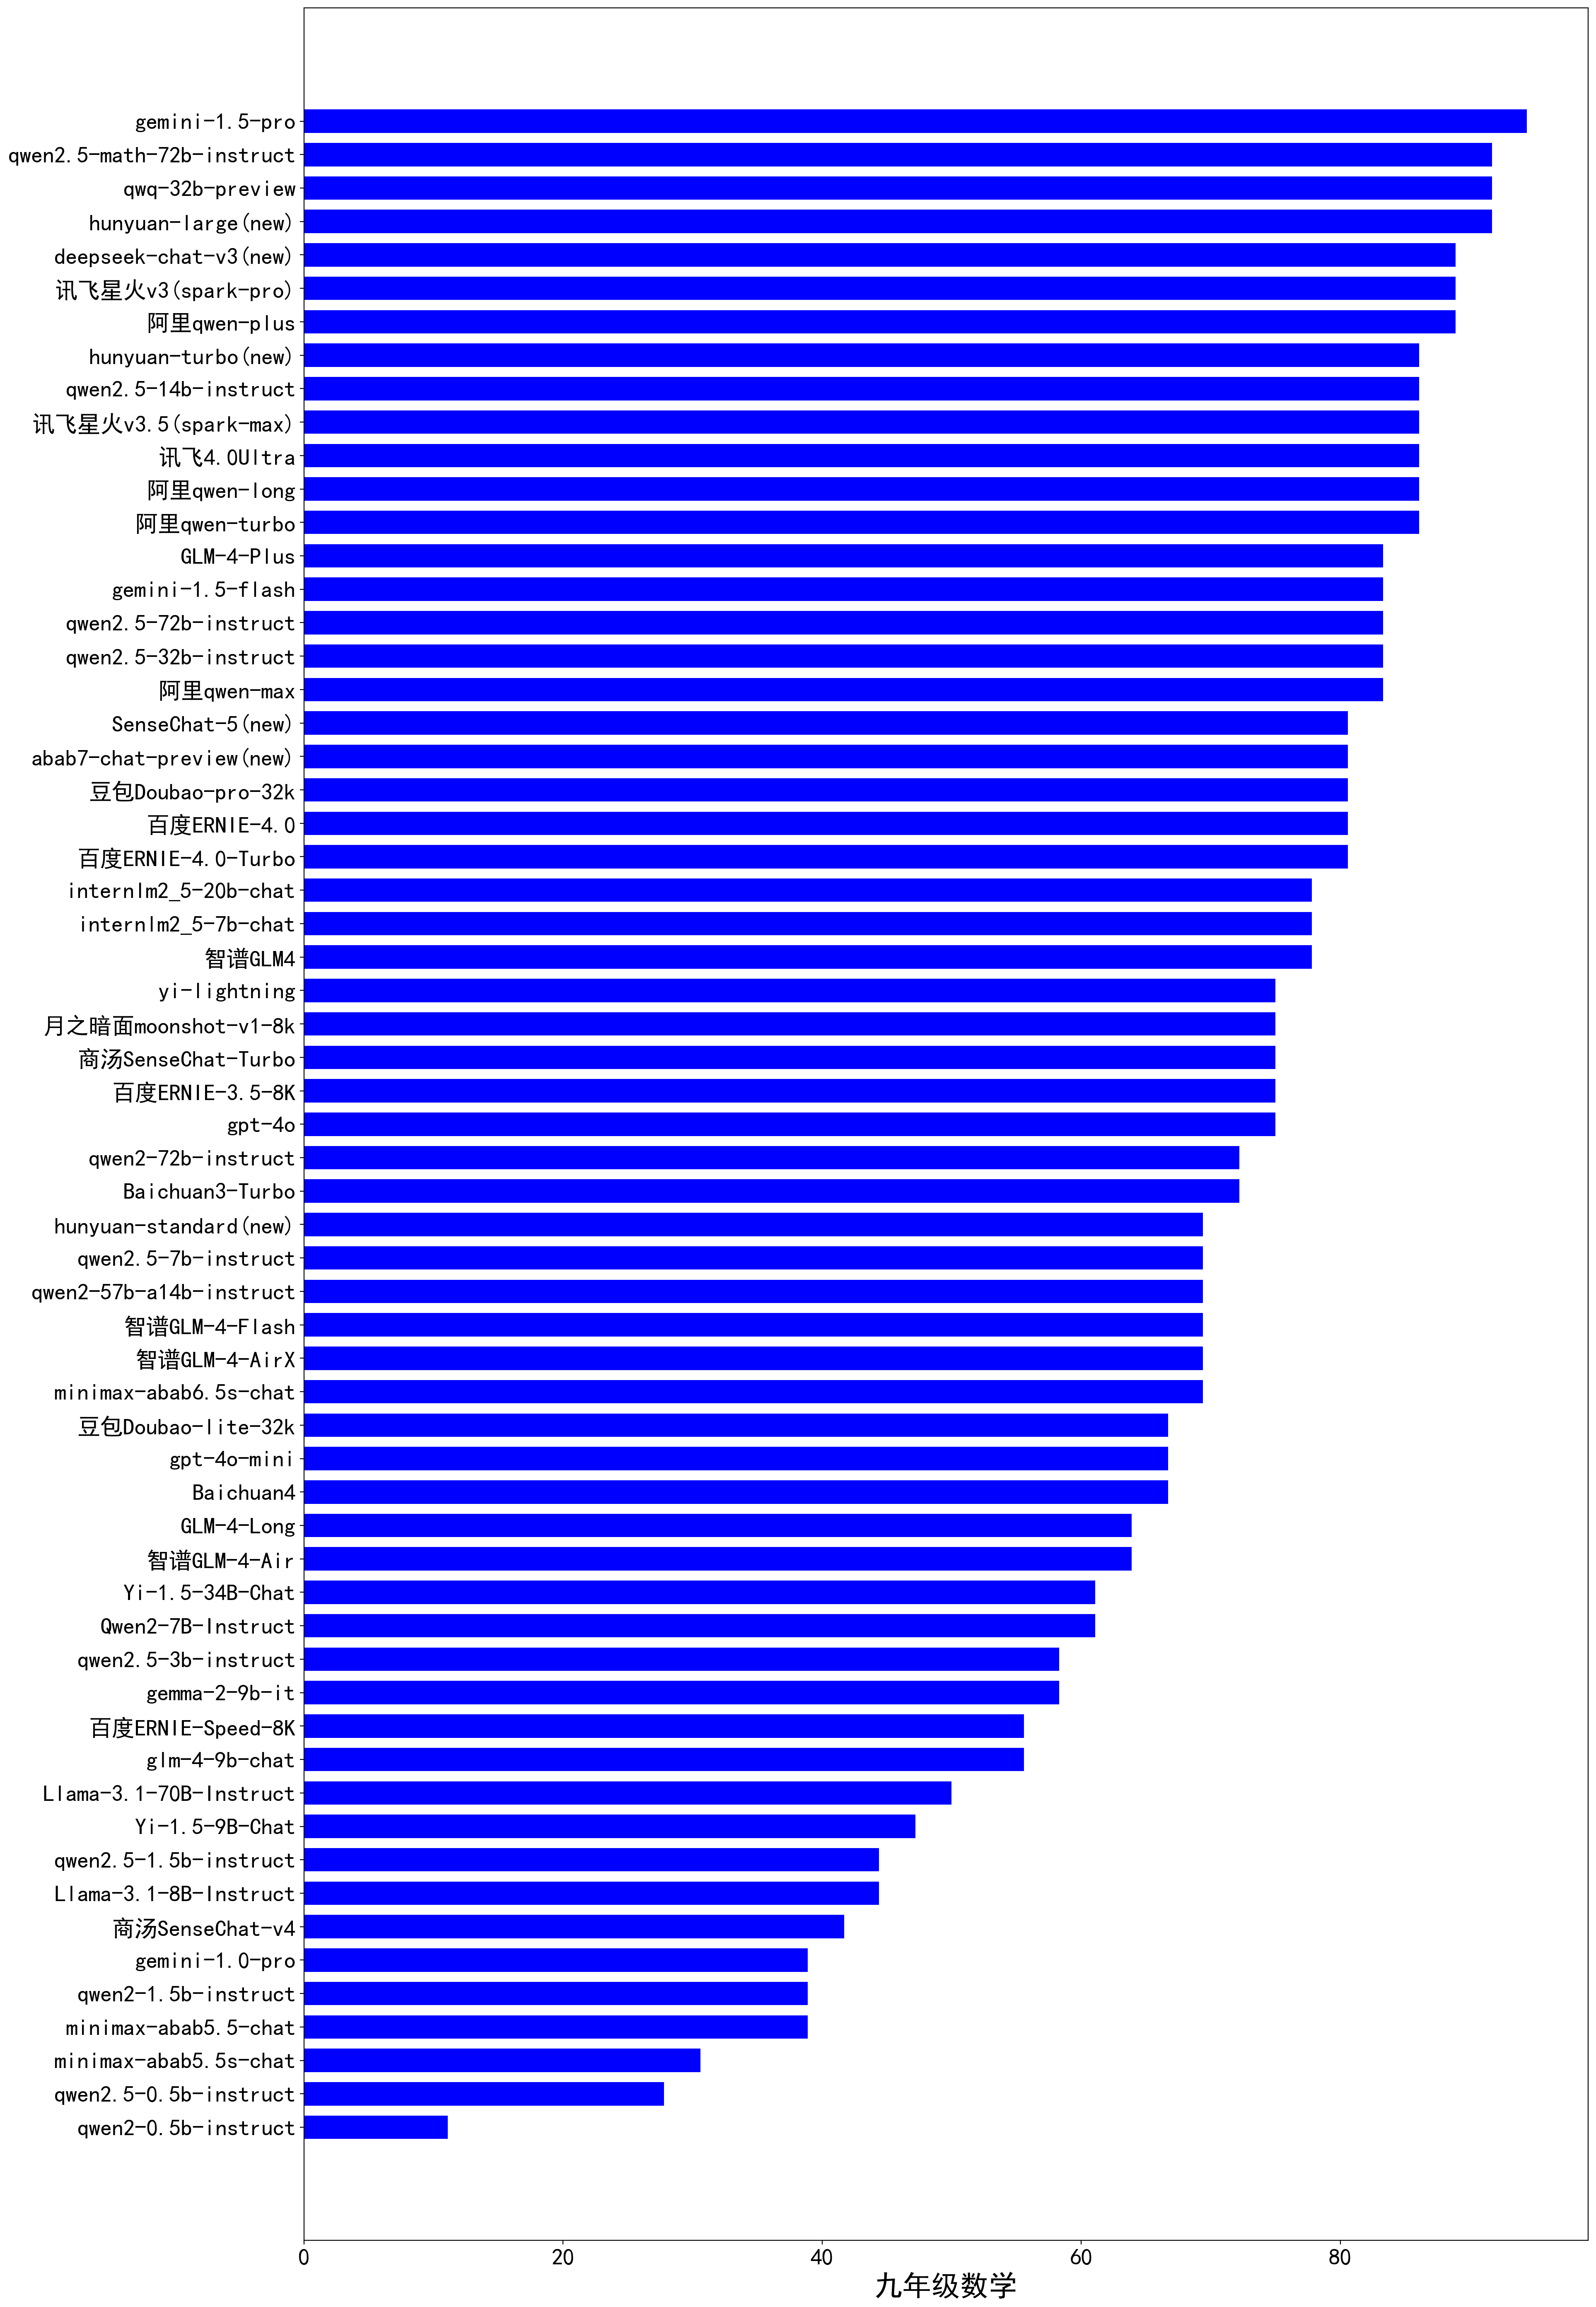 gemini-1.5-pro
qwen2.5-math-72b-instruct
qwq-32b-preview
hunyuan-large(new)
deepseek-chat-v3(new)
讯飞星火v3(spark-pro)
阿里qwen-plus
hunyuan-turbo(new)
qwen2.5-14b-instruct
讯飞星火v3.5(spark-max)
讯飞4.0Ultra
阿里qwen-long
阿里qwen-turbo
GLM-4-Plus
gemini-1.5-flash
qwen2.5-72b-instruct
qwen2.5-32b-instruct
阿里qwen-max
SenseChat-5(new)
abab7-chat-preview(new)
豆包Doubao-pro-32k
百度ERNIE-4.0
百度ERNIE-4.0-Turbo
internlm2_5-20b-chat
internlm2_5-7b-chat
智谱GLM4
yi-lightning
月之暗面moonshot-v1-8k
商汤SenseChat-Turbo
百度ERNIE-3.5-8K
gpt-4o
qwen2-72b-instruct
Baichuan3-Turbo
hunyuan-standard(new)
qwen2.5-7b-instruct
qwen2-57b-a14b-instruct
智谱GLM-4-Flash
智谱GLM-4-AirX
minimax-abab6.5s-chat
豆包Doubao-lite-32k
gpt-4o-mini
Baichuan4
GLM-4-Long
智谱GLM-4-Air
Yi-1.5-34B-Chat
Qwen2-7B-Instruct
qwen2.5-3b-instruct
gemma-2-9b-it
百度ERNIE-Speed-8K
glm-4-9b-chat
Llama-3.1-70B-Instruct
Yi-1.5-9B-Chat
qwen2.5-1.5b-instruct
Llama-3.1-8B-Instruct
商汤SenseChat-v4
gemini-1.0-pro
qwen2-1.5b-instruct
minimax-abab5.5-chat
minimax-abab5.5s-chat
qwen2.5-0.5b-instruct
qwen2-0.5b-instruct
0 20 40 60 80
九年级数学